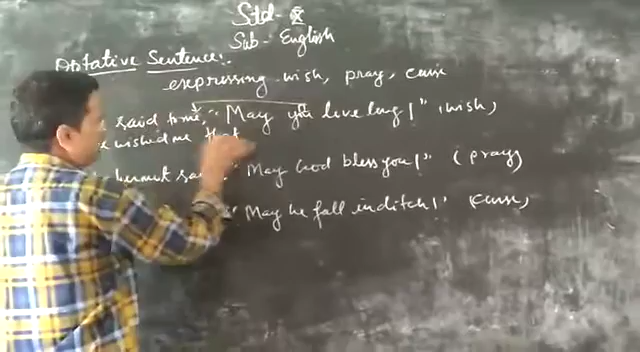 Std- X
Sub- English
Optative Sentence:-
expressing wish, pray, curse
said to me, "May you live long!" (wish)
wished me that
hermit said "May God bless you!" (pray)
"May he fall in ditch!" (curse)